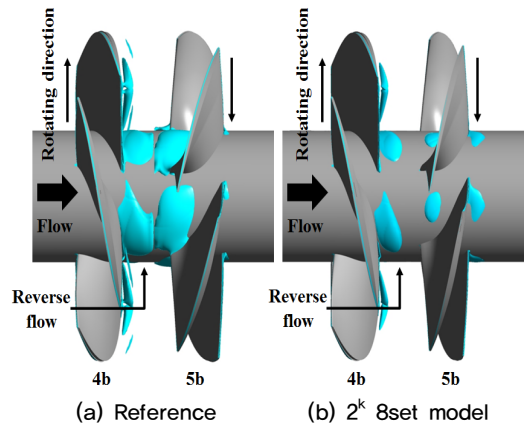 Rotating direction
Flow
Reverse
flow
4b
5b
(a) Reference
Rotating direction
Flow
Reverse
flow
4b
5b
(b) 2ᵏ 8set model